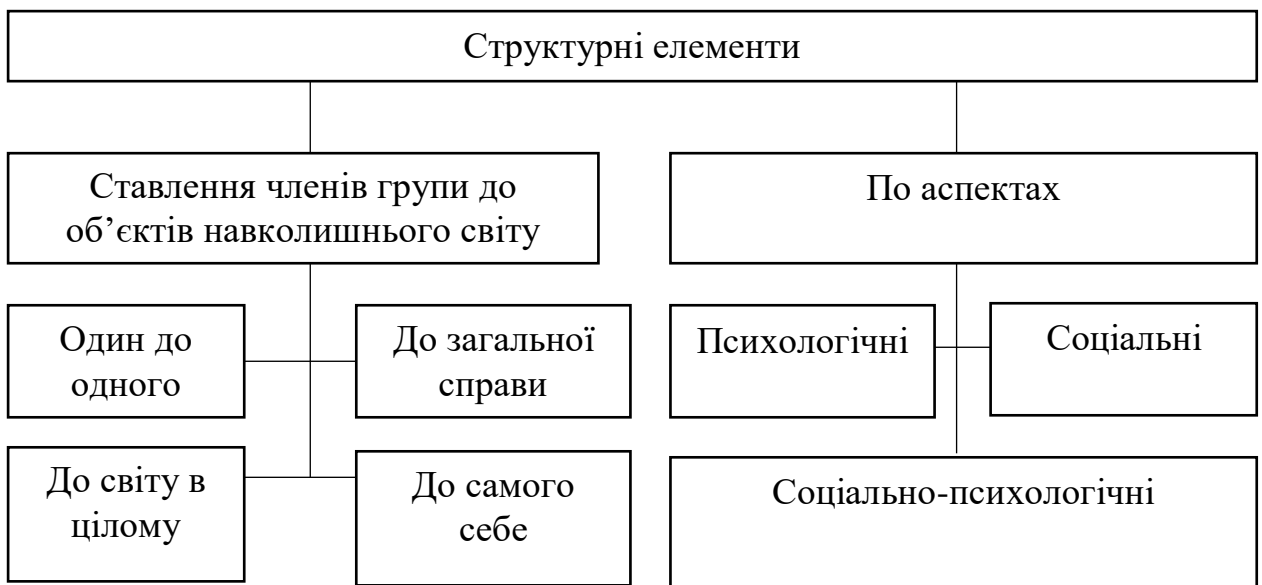 Структурні елементи
Ставлення членів групи до
об’єктів навколишнього світу
По аспектах
Один до
одного
До загальної
справи
Психологічні
Соціальні
До світу в
цілому
До самого
себе
Соціально-психологічні